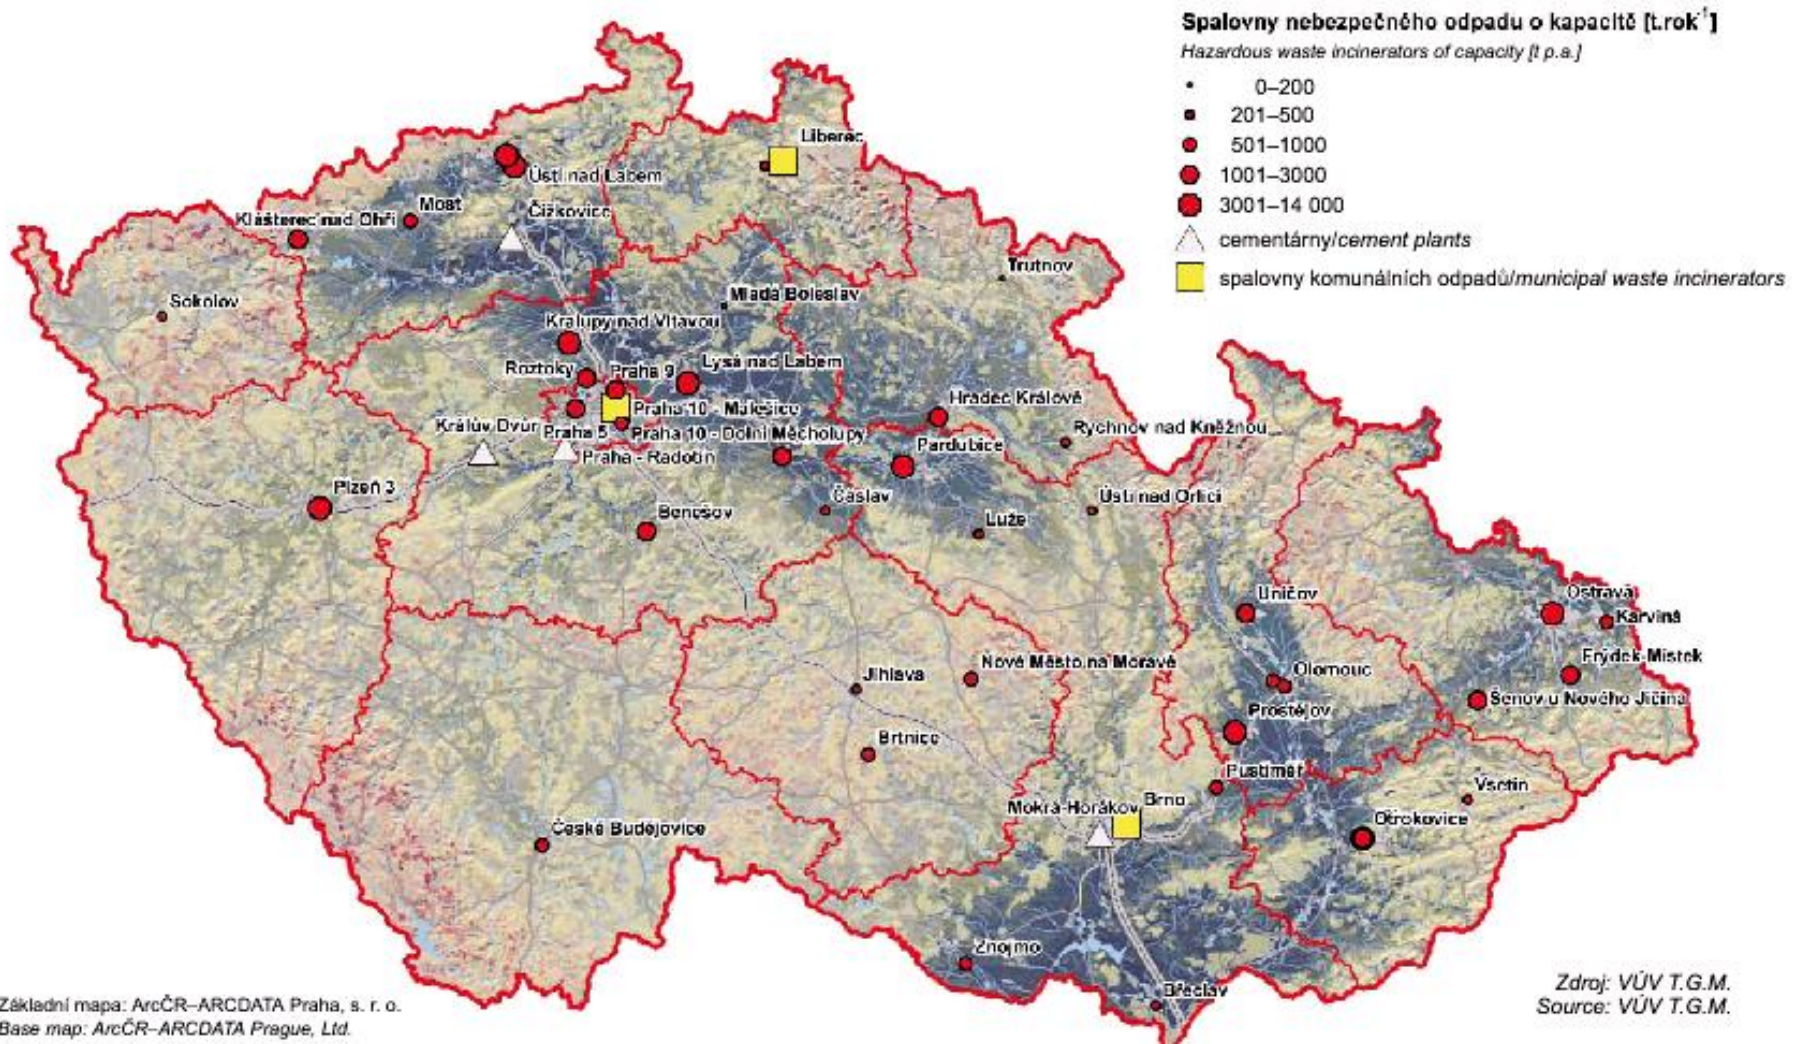 Spalovny nebezpečného odpadu o kapacitě [t.rok⁻¹]
Hazardous waste incinerators of capacity [t p.a.]
0–200
201–500
501–1000
1001–3000
3001–14 000
cementárny/cement plants
spalovny komunálních odpadů/municipal waste incinerators
Liberec
Ústí nad Labem
Most
Čížkovice
Klášterec nad Ohří
Trutnov
Sokolov
Mladá Boleslav
Kralupy nad Vltavou
Lysá nad Labem
Roztoky
Praha 9
Hradec Králové
Praha 10 - Malešice
Králův Dvůr
Praha 5
Praha 10 - Dolní Měcholupy
Rychnov nad Kněžnou
Pardubice
Praha - Radotín
Plzeň 3
Čáslav
Ústí nad Orlicí
Benešov
Luže
Uničov
Ostrava
Karviná
Frýdek-Místek
Nové Město na Moravě
Jihlava
Olomouc
Šenov u Nového Jičína
Prostějov
Brtnice
Pustiměř
Vsetín
Mokrá-Horákov
Brno
Otrokovice
České Budějovice
Znojmo
Břeclav
Základní mapa: ArcČR–ARCDATA Praha, s. r. o.
Base map: ArcČR–ARCDATA Prague, Ltd.
Zdroj: VÚV T.G.M.
Source: VÚV T.G.M.